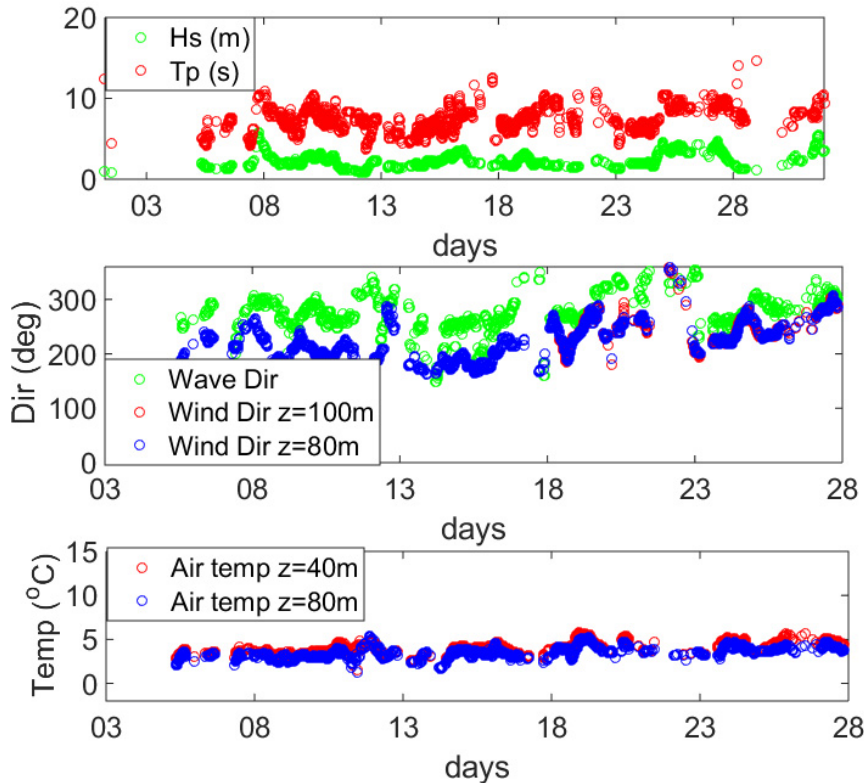 20
10
0
Hs (m)
Tp (s)
03 08 13 18 23 28
days
Dir (deg)
300
200
100
0
Wave Dir
Wind Dir z=100m
Wind Dir z=80m
03 08 13 18 23 28
days
Temp (°C)
15
10
5
0
Air temp z=40m
Air temp z=80m
03 08 13 18 23 28
days